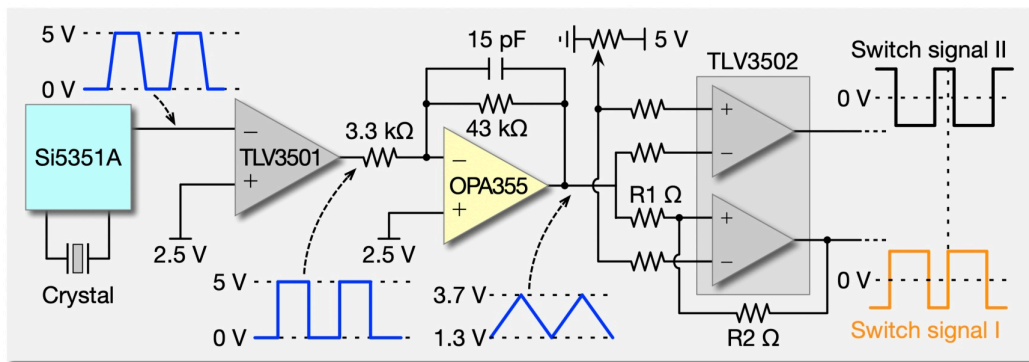 5 V
0 V
Si5351A
Crystal
2.5 V
−
TLV3501
+
3.3 kΩ
5 V
0 V
15 pF
43 kΩ
−
OPA355
+
2.5 V
3.7 V
1.3 V
5 V
TLV3502
+
−
R1 Ω
+
−
R2 Ω
Switch signal II
0 V
0 V
Switch signal I